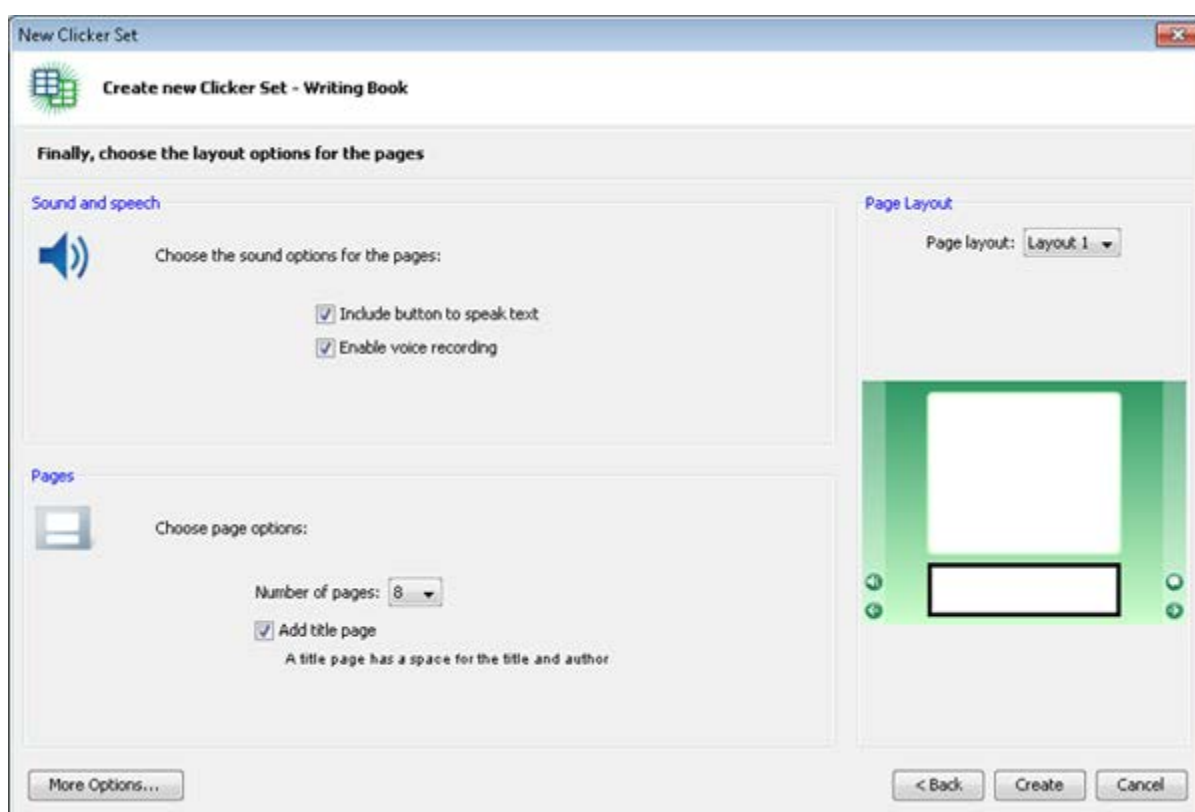 New Clicker Set
Create new Clicker Set - Writing Book
Finally, choose the layout options for the pages
Sound and speech
Choose the sound options for the pages:
Include button to speak text
Enable voice recording
Pages
Choose page options:
Number of pages: 8
Add title page
A title page has a space for the title and author
Page Layout
Page layout: Layout 1
More Options...
< Back
Create
Cancel